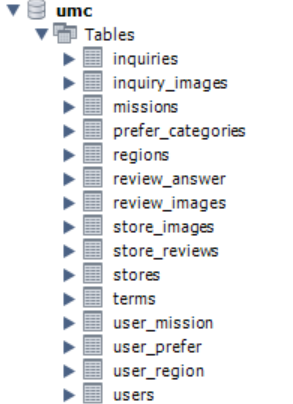 umc
Tables
inquiries
inquiry_images
missions
prefer_categories
regions
review_answer
review_images
store_images
store_reviews
stores
terms
user_mission
user_prefer
user_region
users